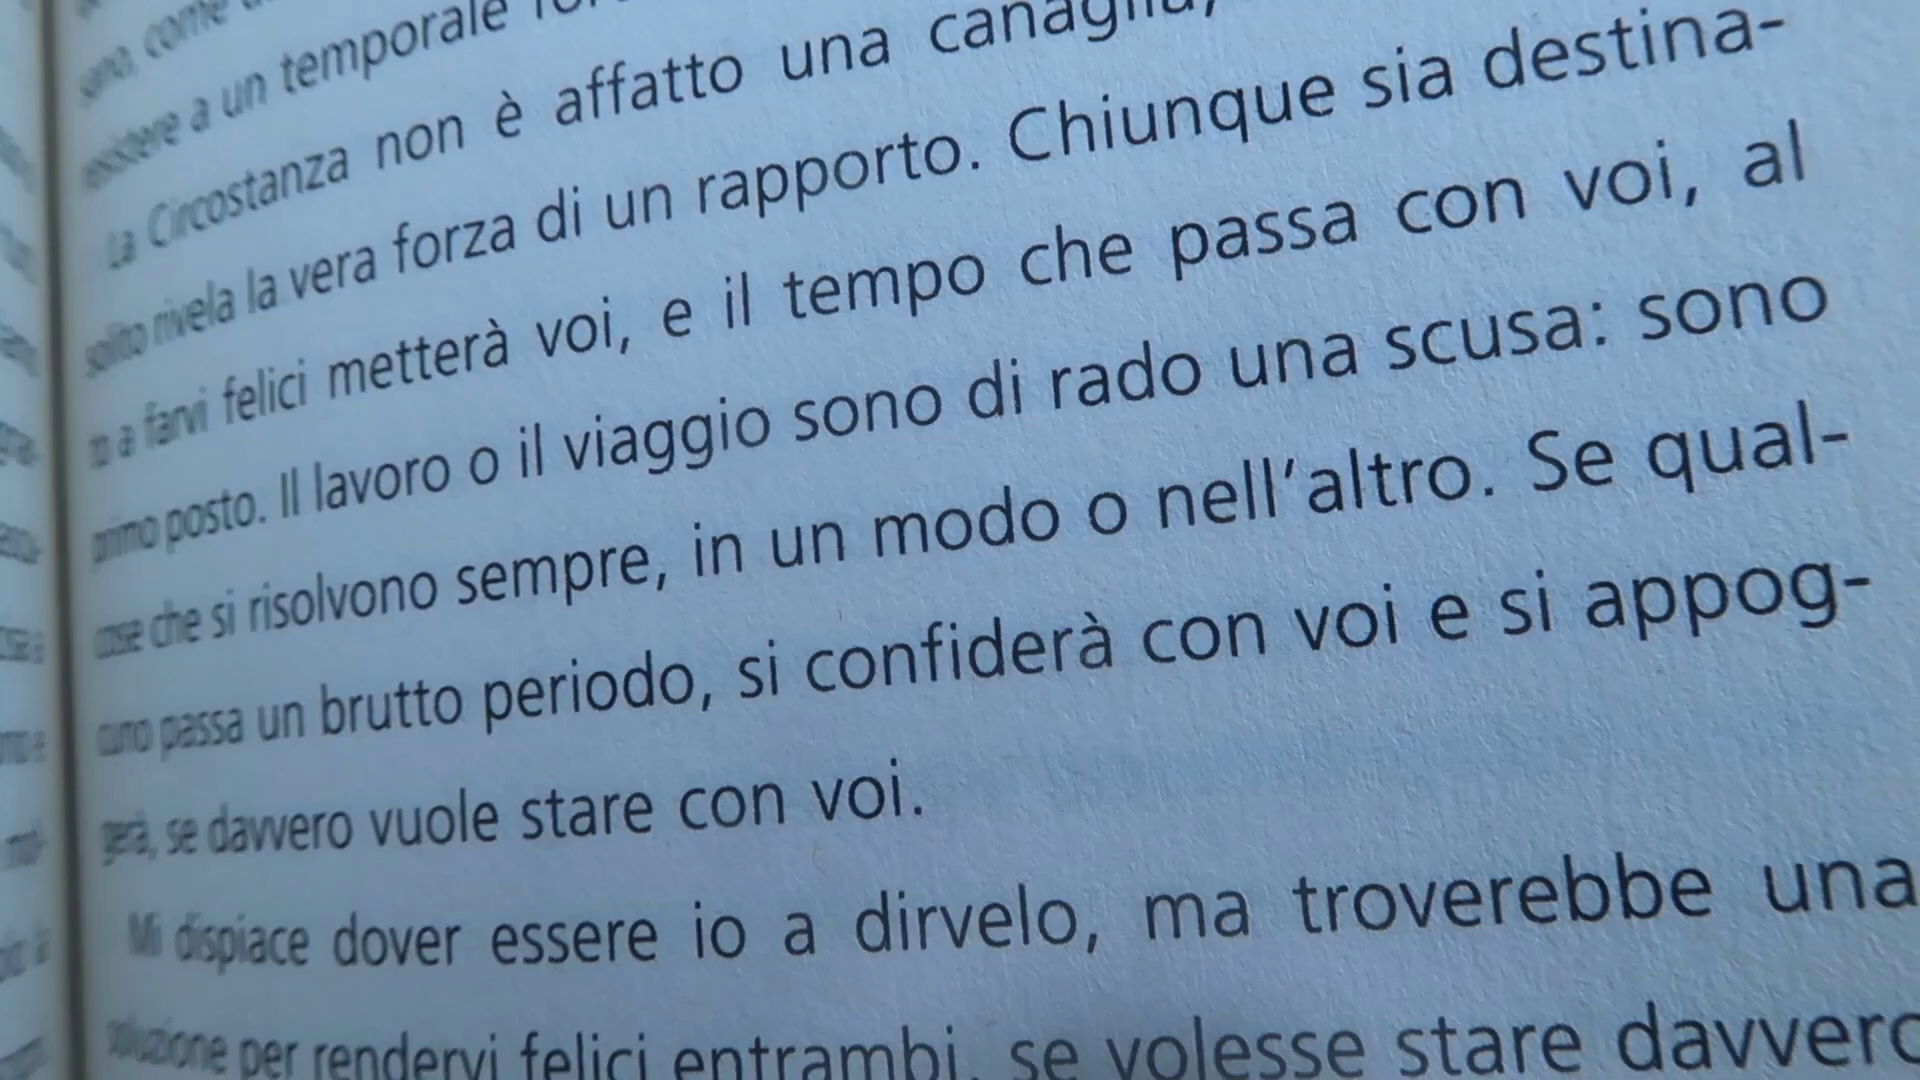 come
resistere a un temporale
La Circostanza non è affatto una canaglia,
solito rivela la vera forza di un rapporto. Chiunque sia destina-
to a farvi felici metterà voi, e il tempo che passa con voi, al
primo posto. Il lavoro o il viaggio sono di rado una scusa: sono
cose che si risolvono sempre, in un modo o nell'altro. Se qual-
cuno passa un brutto periodo, si confiderà con voi e si appog-
gerà, se davvero vuole stare con voi.
Mi dispiace dover essere io a dirvelo, ma troverebbe una
soluzione per rendervi felici entrambi, se volesse stare davvero